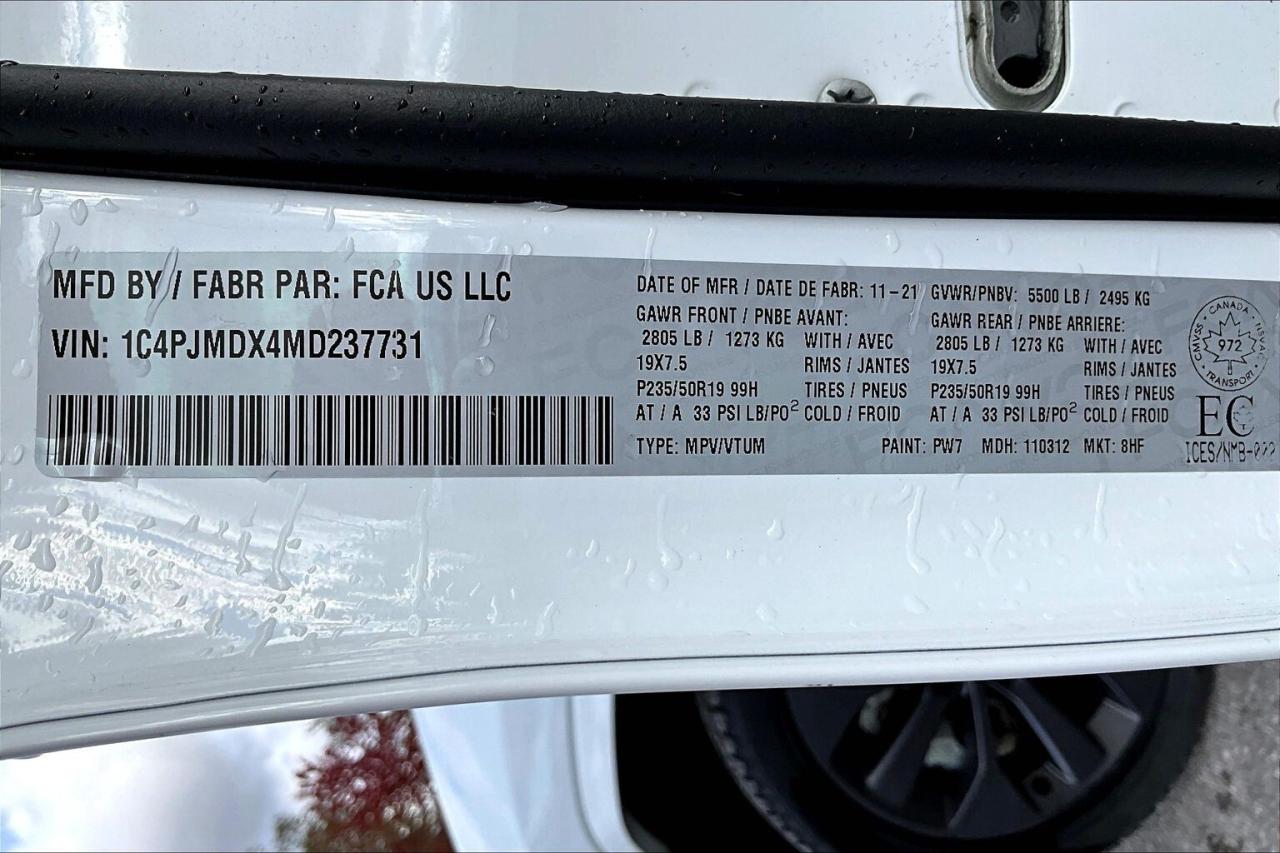 MFD BY / FABR PAR: FCA US LLC
VIN: 1C4PJMDX4MD237731
DATE OF MFR / DATE DE FABR: 11-21 GVWR/PNBV: 5500 LB / 2495 KG
GAWR FRONT / PNBE AVANT: GAWR REAR / PNBE ARRIERE:
2805 LB / 1273 KG WITH / AVEC 2805 LB / 1273 KG WITH / AVEC
19X7.5 RIMS / JANTES 19X7.5 RIMS / JANTES
P235/50R19 99H TIRES / PNEUS P235/50R19 99H TIRES / PNEUS
AT / A 33 PSI LB/PO² COLD / FROID AT / A 33 PSI LB/PO² COLD / FROID
TYPE: MPV/VTUM PAINT: PW7 MDH: 110312 MKT: 8HF
CANADA
CMVSS 972 NSVAC
TRANSPORT
EC